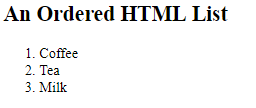 An Ordered HTML List
1. Coffee
2. Tea
3. Milk